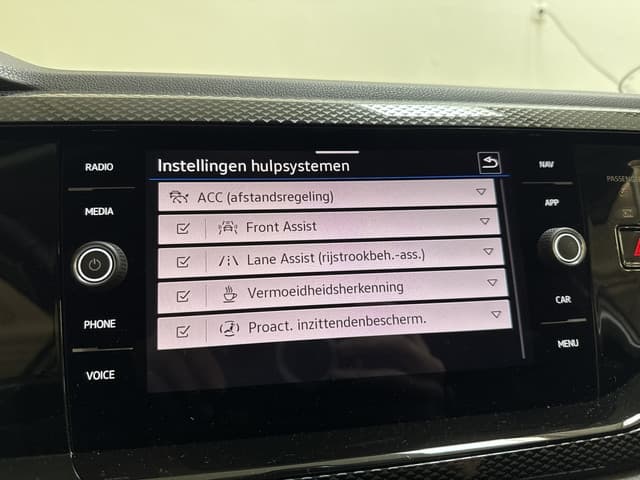 RADIO
MEDIA
PHONE
VOICE
Instellingen hulpsystemen
ACC (afstandsregeling)
Front Assist
Lane Assist (rijstrookbeh.-ass.)
Vermoeidheidsherkenning
Proact. inzittendenbescherm.
NAV
APP
CAR
MENU